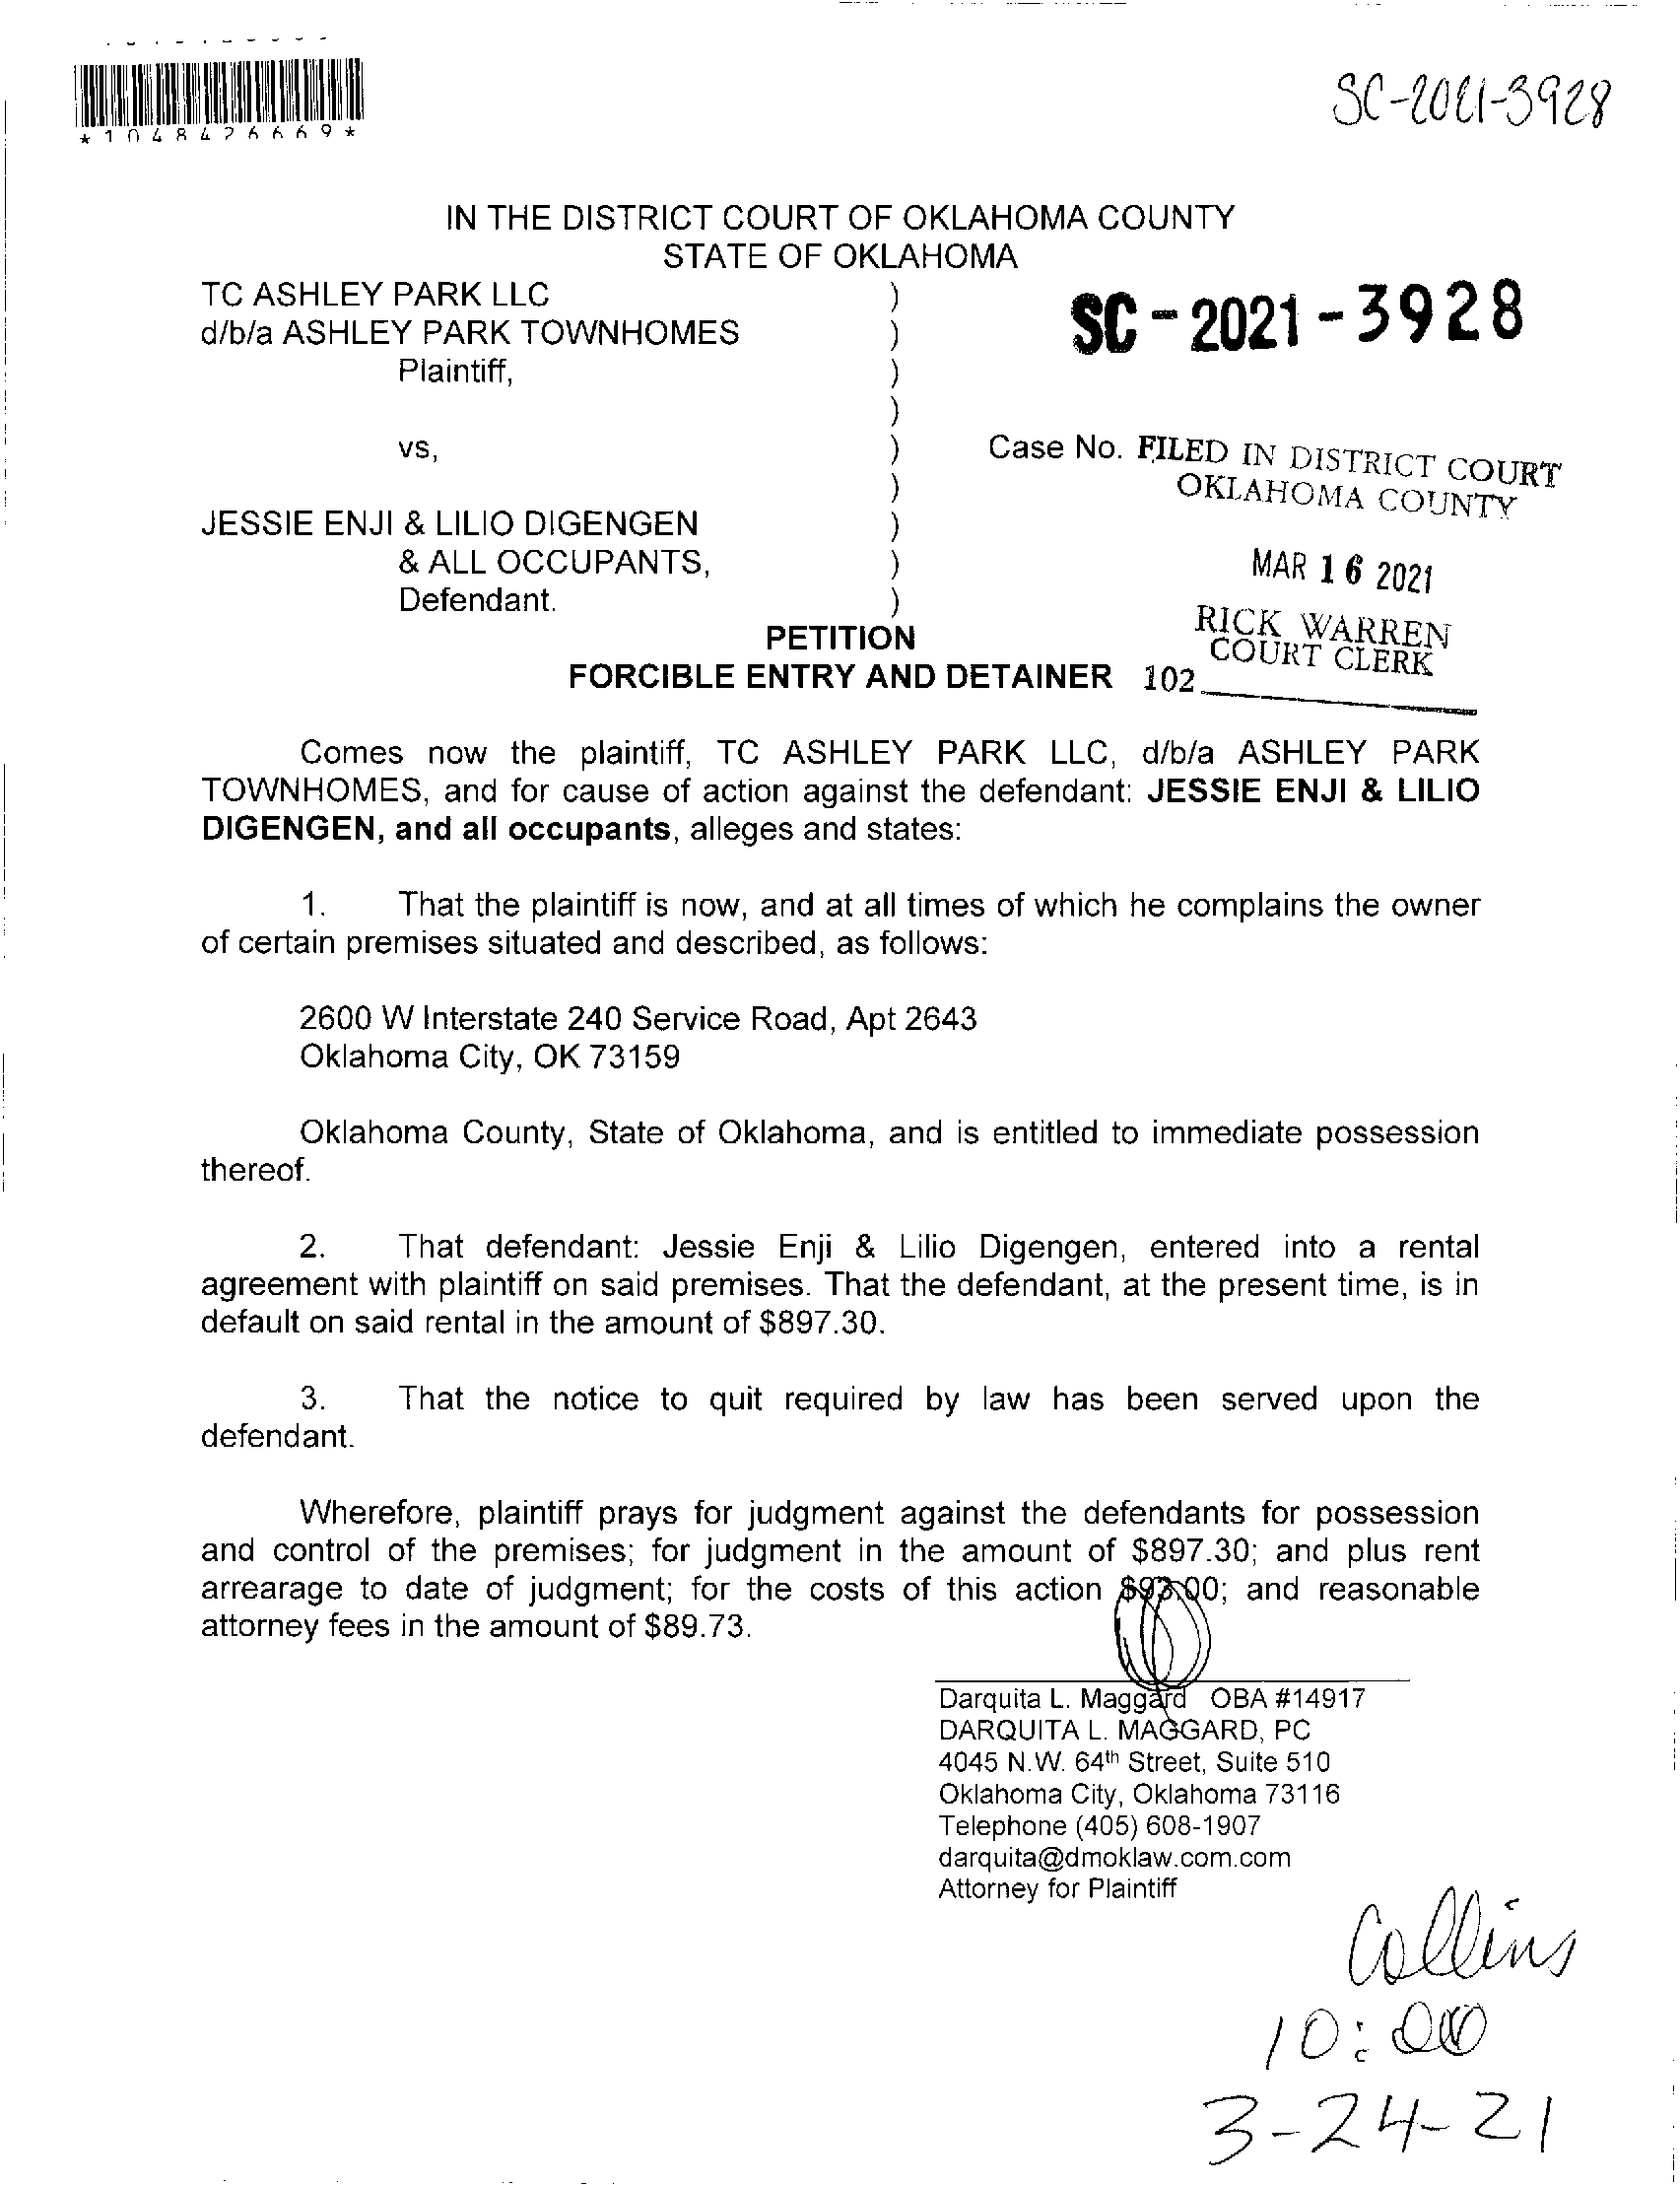 *1048426669*
SC-2021-3928
IN THE DISTRICT COURT OF OKLAHOMA COUNTY
STATE OF OKLAHOMA
TC ASHLEY PARK LLC )
d/b/a ASHLEY PARK TOWNHOMES )
SC-2021-3928
Plaintiff, )
)
vs, ) Case No. FILED IN DISTRICT COURT
) OKLAHOMA COUNTY
JESSIE ENJI & LILIO DIGENGEN )
& ALL OCCUPANTS, ) MAR 16 2021
Defendant. )
RICK WARREN
COURT CLERK
PETITION
FORCIBLE ENTRY AND DETAINER 102
Comes now the plaintiff, TC ASHLEY PARK LLC, d/b/a ASHLEY PARK
TOWNHOMES, and for cause of action against the defendant: JESSIE ENJI & LILIO
DIGENGEN, and all occupants, alleges and states:
1. That the plaintiff is now, and at all times of which he complains the owner
of certain premises situated and described, as follows:
2600 W Interstate 240 Service Road, Apt 2643
Oklahoma City, OK 73159
Oklahoma County, State of Oklahoma, and is entitled to immediate possession
thereof.
2. That defendant: Jessie Enji & Lilio Digengen, entered into a rental
agreement with plaintiff on said premises. That the defendant, at the present time, is in
default on said rental in the amount of $897.30.
3. That the notice to quit required by law has been served upon the
defendant.
Wherefore, plaintiff prays for judgment against the defendants for possession
and control of the premises; for judgment in the amount of $897.30; and plus rent
arrearage to date of judgment; for the costs of this action and reasonable
attorney fees in the amount of $89.73.
Darquita L. Maggard OBA #14917
DARQUITA L. MAGGARD, PC
4045 N.W. 64th Street, Suite 510
Oklahoma City, Oklahoma 73116
Telephone (405) 608-1907
darquita@dmoklaw.com.com
Attorney for Plaintiff
Collins
10:00
3-24-21